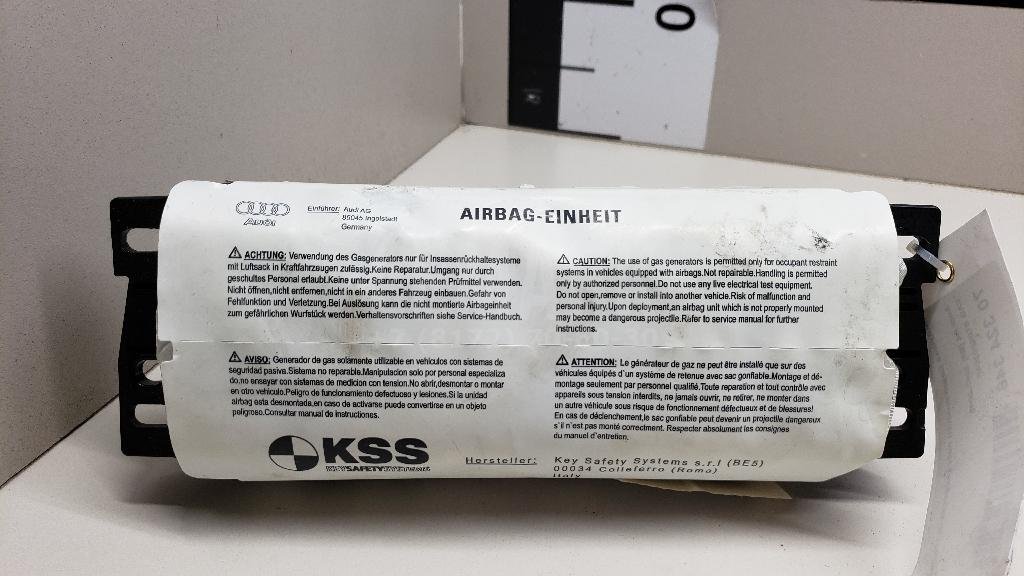 0
Audi
Einführer: Audi AG
85045 Ingolstadt
Germany
AIRBAG-EINHEIT
ACHTUNG: Verwendung des Gasgenerators nur für Insassenrückhaltesysteme
mit Luftsack in Kraftfahrzeugen zulässig.Keine Reparatur.Umgang nur durch
geschultes Personal erlaubt.Keine unter Spannung stehenden Prüfmittel verwenden.
Nicht öffnen,nicht entfernen,nicht in ein anderes Fahrzeug einbauen.Gefahr von
Fehlfunktion und Verletzung.Bei Auslösung kann die nicht montierte Airbageinheit
zum gefährlichen Wurfstück werden.Verhaltensvorschriften siehe Service-Handbuch.
CAUTION: The use of gas generators is permitted only for occupant restraint
systems in vehicles equipped with airbags.Not repairable.Handling is permitted
only by authorized personnel.Do not use any live electrical test equipment.
Do not open,remove or install into another vehicle.Risk of malfunction and
personal injury.Upon deployment,an airbag unit which is not properly mounted
may become a dangerous projectile.Refer to service manual for further
instructions.
AVISO: Generador de gas solamente utilizable en vehículos con sistemas de
seguridad pasiva.Sistema no reparable.Manipulacion solo por personal especializa
do,no ensayar con sistemas de medicion con tension.No abrir,desmontar o montar
en otro vehiculo.Peligro de funcionamiento defectuoso y lesiones.Si la unidad
airbag esta desmontada,en caso de activarse puede convertirse en un objeto
peligroso.Consultar manual de instrucciones.
ATTENTION: Le générateur de gaz ne peut être installé que sur des
véhicules équipés d'un système de retenue avec sac gonflable.Montage et dé-
montage seulement par personnel qualifié.Toute reparation et tout contrôle avec
appareils sous tension interdits, ne jamais ouvrir, ne retirer, ne monter dans
un autre véhicule sous risque de fonctionnement défectueux et de blessures!
En cas de déclenchement,le sac gonflable peut devenir un projectile dangereux
s'il n'est pas monté correctement. Respecter absolument les consignes
du manuel d'entretien.
KSS
KEYSAFETYSYSTEMS
Hersteller: Key Safety Systems s.r.l (BE5)
00034 Colleferro (Roma)
Italy